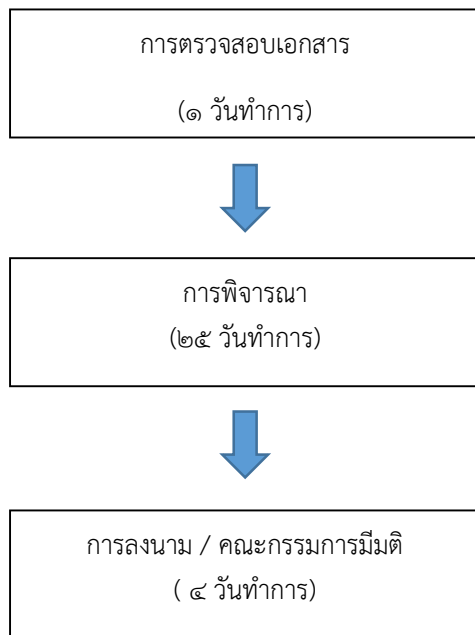 การตรวจสอบเอกสาร
(๑ วันทำการ)
การพิจารณา
(๒๕ วันทำการ)
การลงนาม / คณะกรรมการมีมติ
( ๔ วันทำการ)